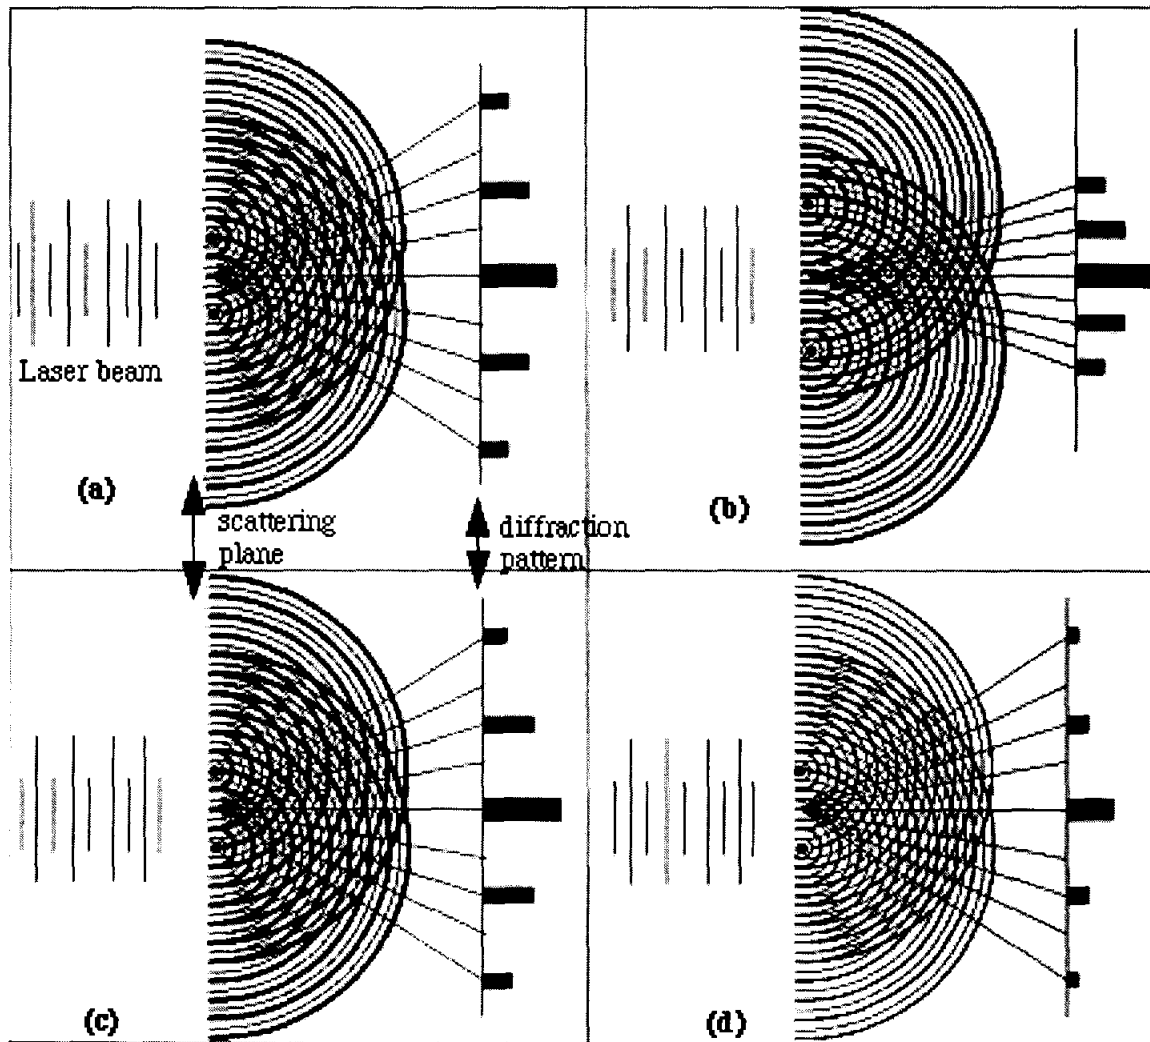 Laser beam
(a)
(b)
scattering
plane
diffraction
pattern
(c)
(d)